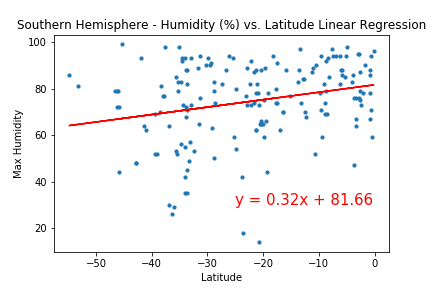 Southern Hemisphere - Humidity (%) vs. Latitude Linear Regression
100
80
60
40
20
Max Humidity
y = 0.32x + 81.66
−50 −40 −30 −20 −10 0
Latitude